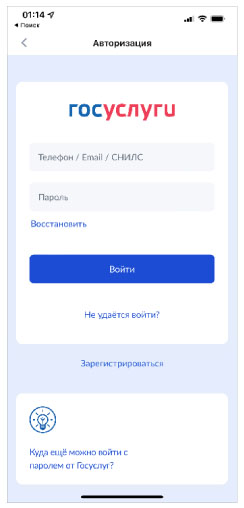 01:14
Поиск
Авторизация
госуслуги
Телефон / Email / СНИЛС
Пароль
Восстановить
Войти
Не удаётся войти?
Зарегистрироваться
Куда ещё можно войти с
паролем от Госуслуг?